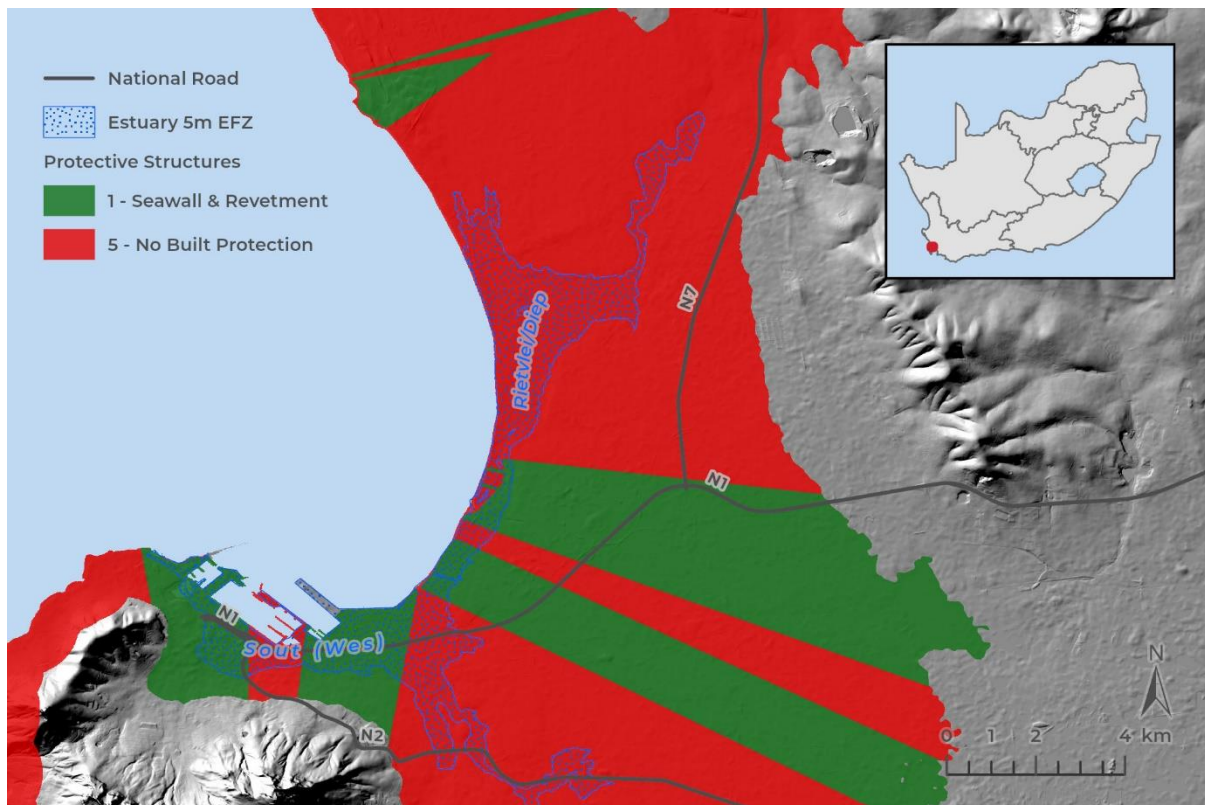 National Road
Estuary 5m EFZ
Protective Structures
1 - Seawall & Revetment
5 - No Built Protection
N7
Rietvlei/Diep
N1
N1
Sout (Wes)
N2
N
0 1 2 4 km